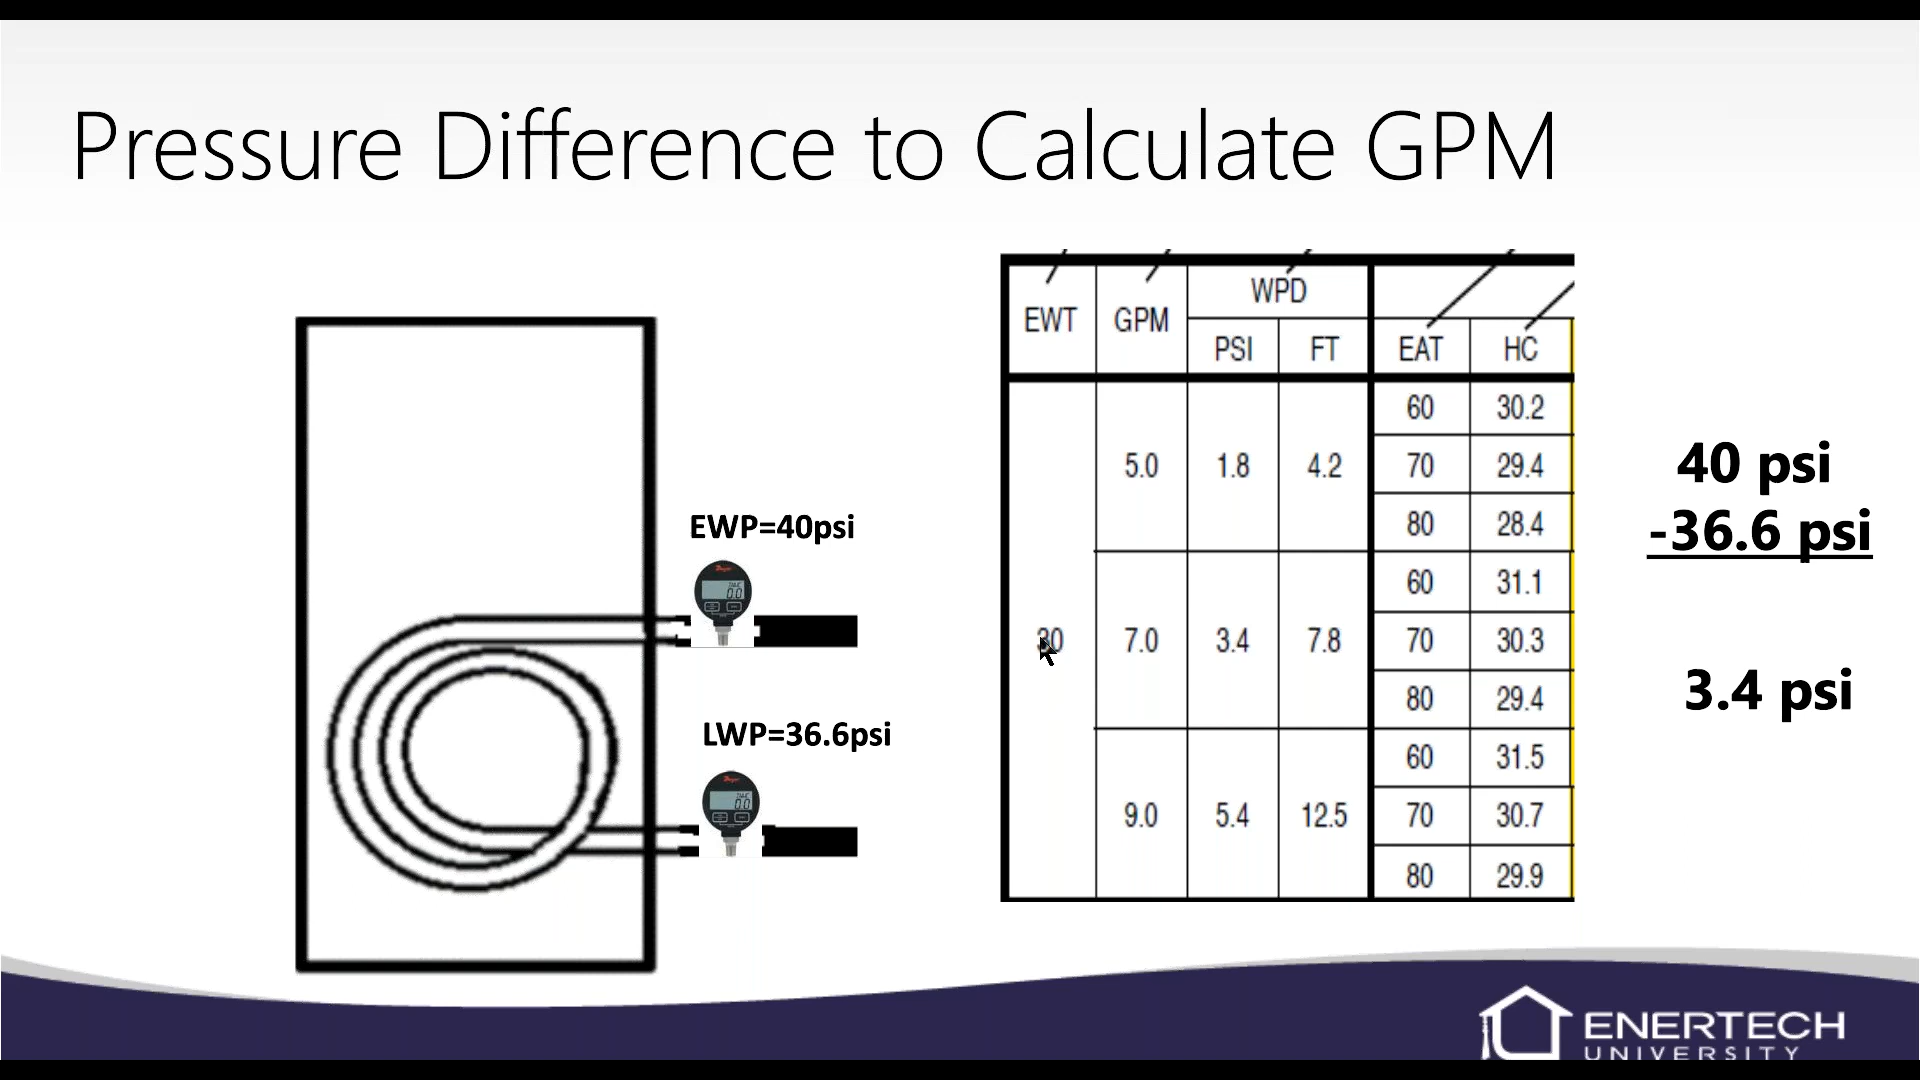 Pressure Difference to Calculate GPM
EWP=40psi
LWP=36.6psi
EWT GPM WPD
PSI FT EAT HC
60 30.2
5.0 1.8 4.2 70 29.4
80 28.4
60 31.1
30 7.0 3.4 7.8 70 30.3
80 29.4
60 31.5
9.0 5.4 12.5 70 30.7
80 29.9
40 psi
-36.6 psi
3.4 psi
ENERTECH
UNIVERSITY